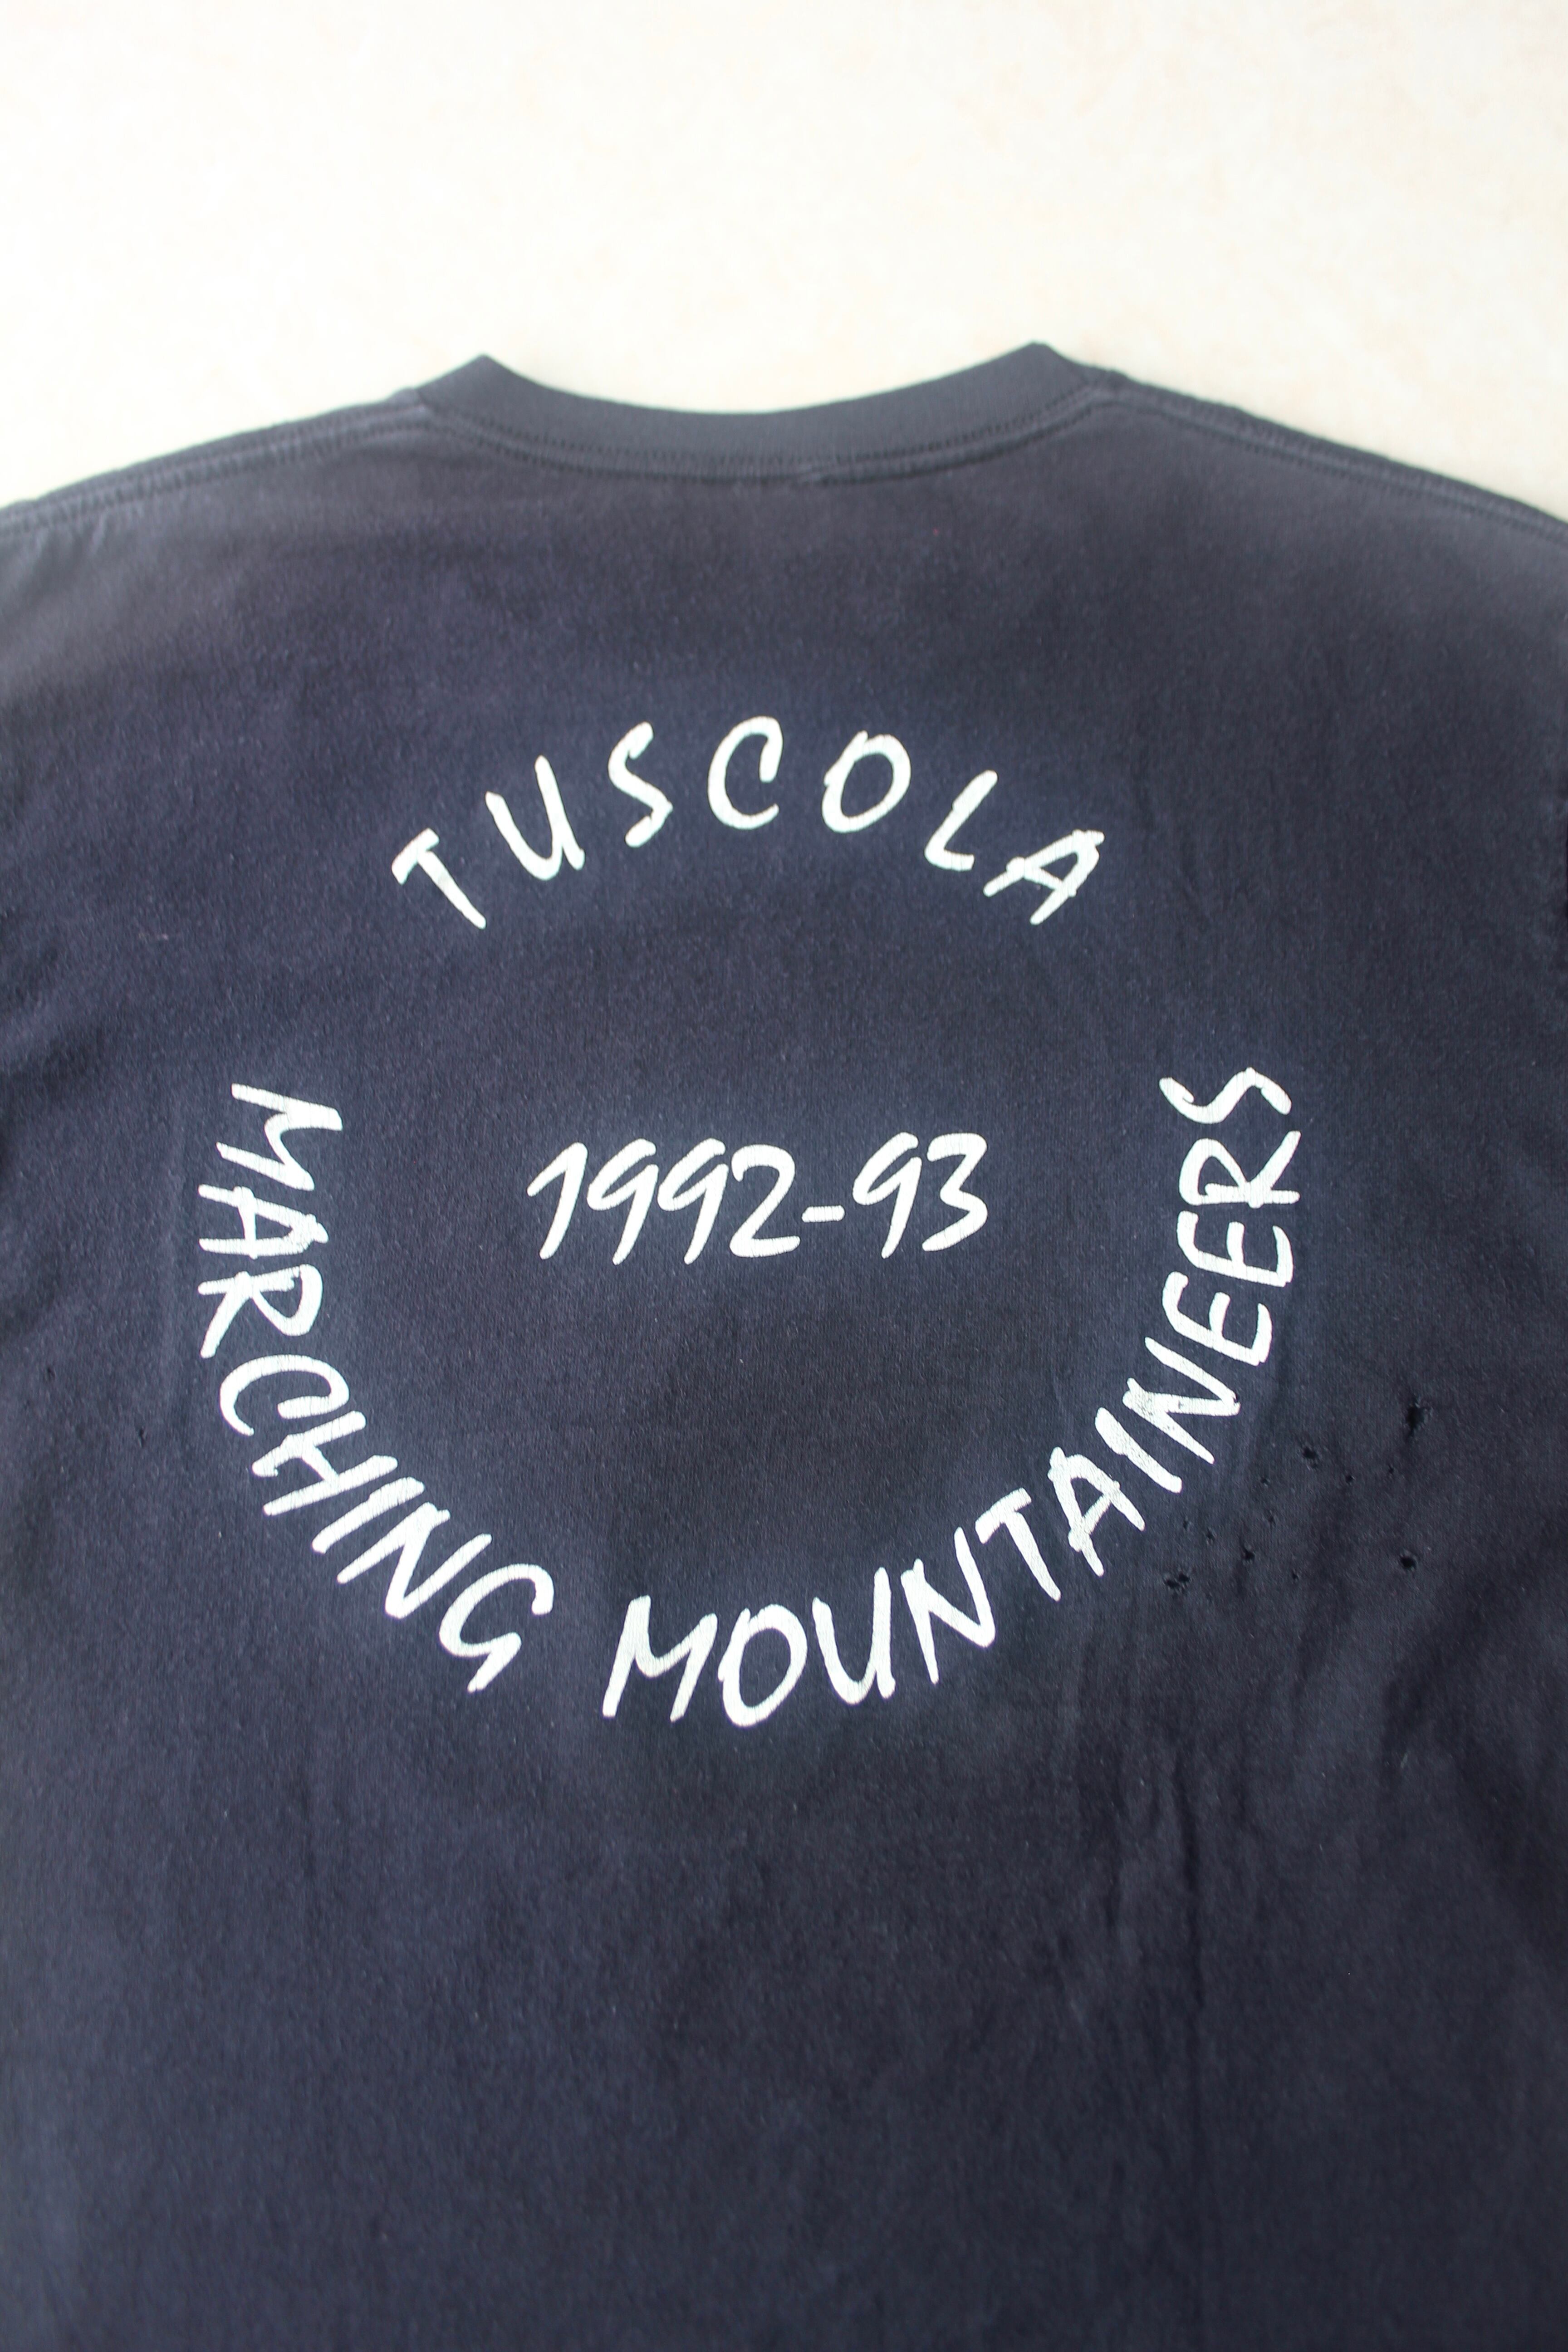 TUSCOLA
1992-93
MARCHING MOUNTAINEERS